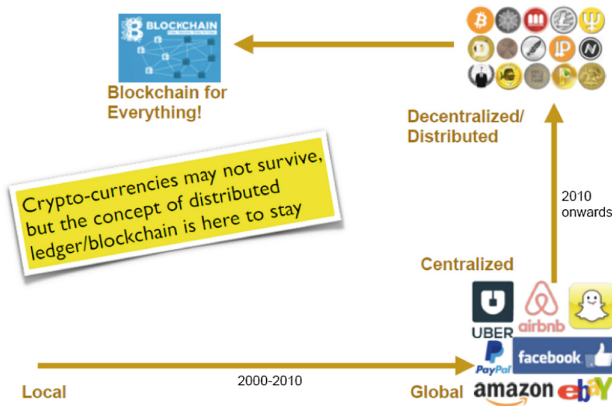 BLOCKCHAIN
Blockchain for
Everything!
Decentralized/
Distributed
Crypto-currencies may not survive,
but the concept of distributed
ledger/blockchain is here to stay
2010
onwards
Centralized
UBER
airbnb
PayPal
facebook
2000-2010
Local
Global
amazon
ebaY